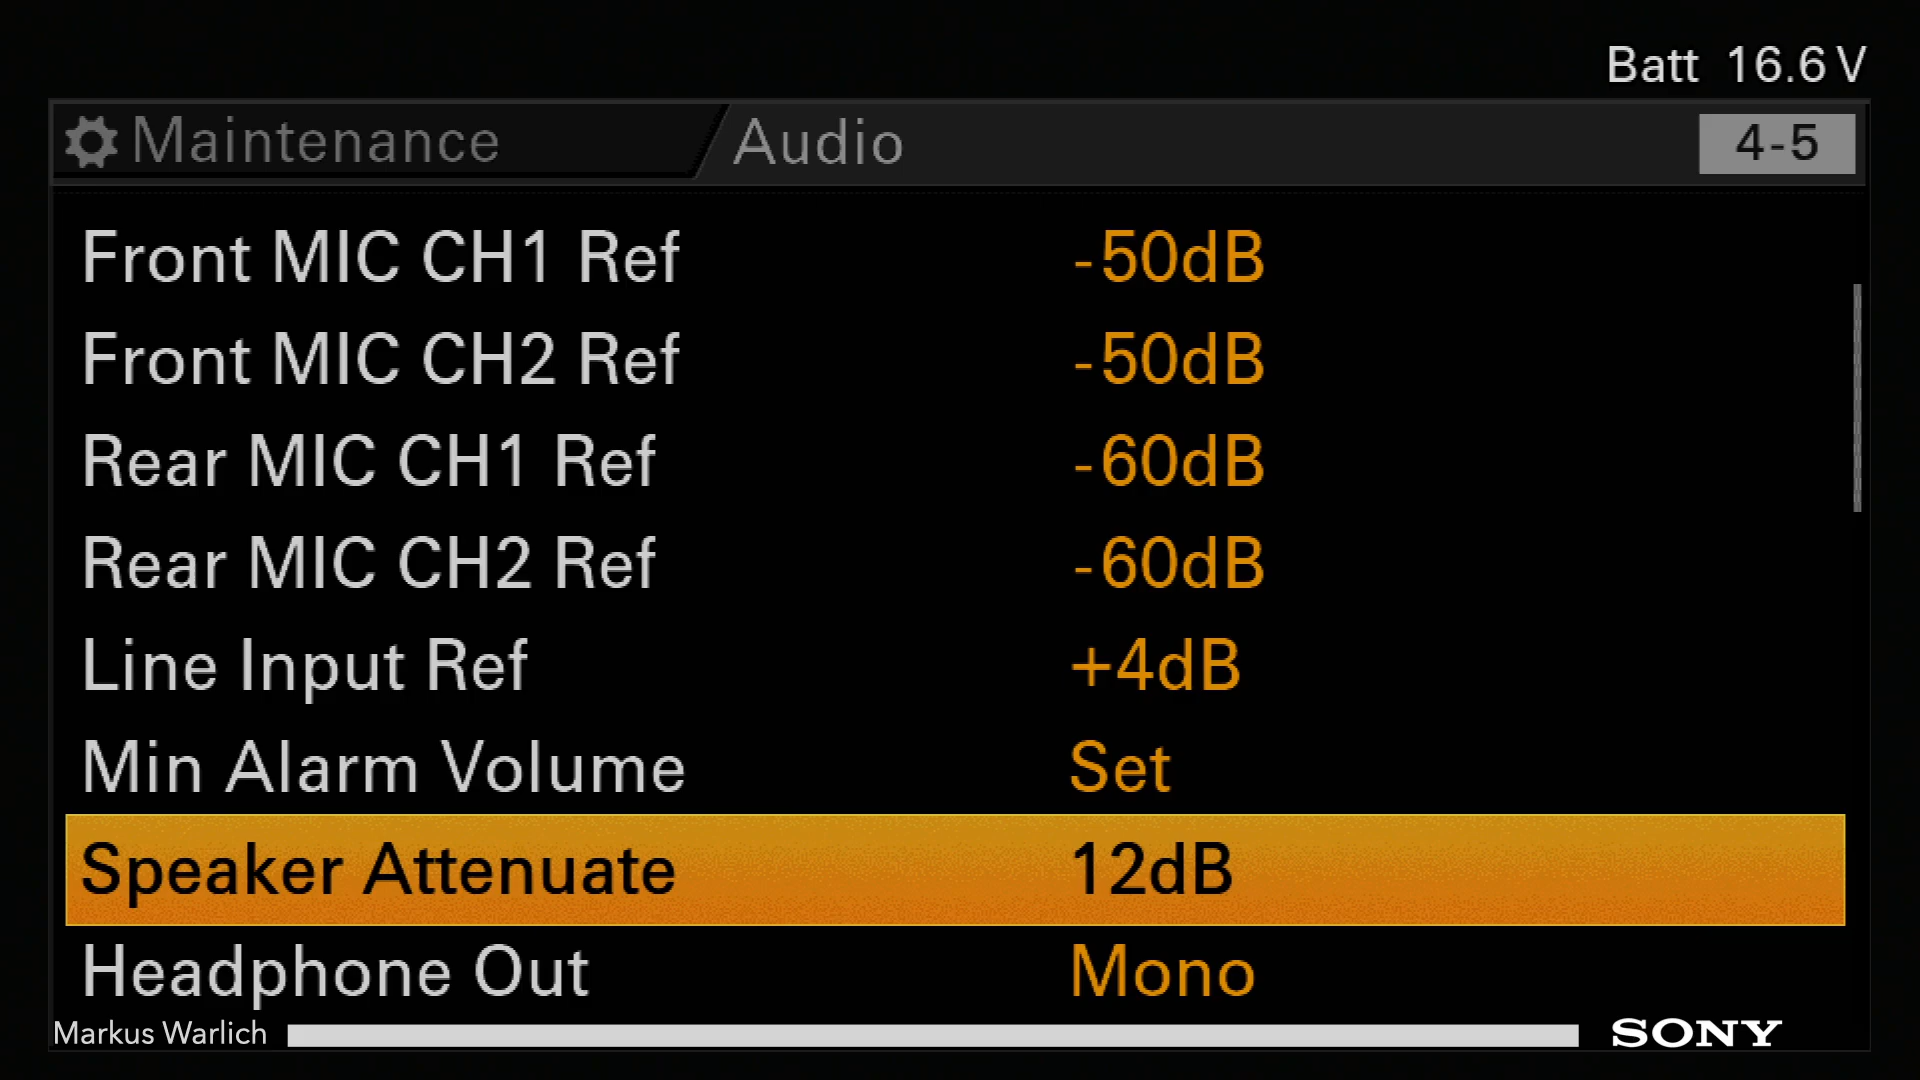 Batt 16.6 V
Maintenance Audio 4-5
Front MIC CH1 Ref -50dB
Front MIC CH2 Ref -50dB
Rear MIC CH1 Ref -60dB
Rear MIC CH2 Ref -60dB
Line Input Ref +4dB
Min Alarm Volume Set
Speaker Attenuate 12dB
Headphone Out Mono
Markus Warlich SONY